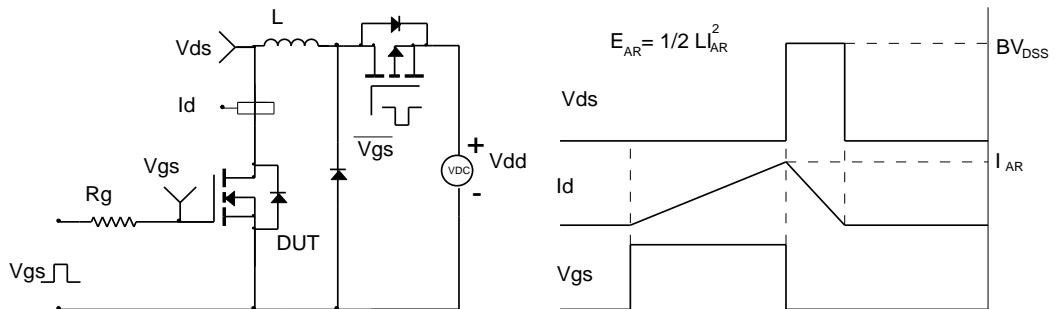 L
Vds
Id
Vgs
Rg
DUT
Vgs
Vgs
+
VDC
-
Vdd
E_AR= 1/2 LI_AR^2
BV_DSS
Vds
I_AR
Id
Vgs